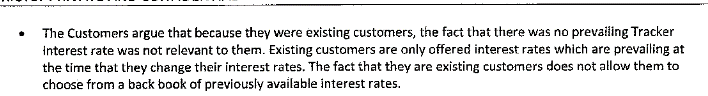 • The Customers argue that because they were existing customers, the fact that there was no prevailing Tracker
interest rate was not relevant to them. Existing customers are only offered interest rates which are prevailing at
the time that they change their interest rates. The fact that they are existing customers does not allow them to
choose from a back book of previously available interest rates.